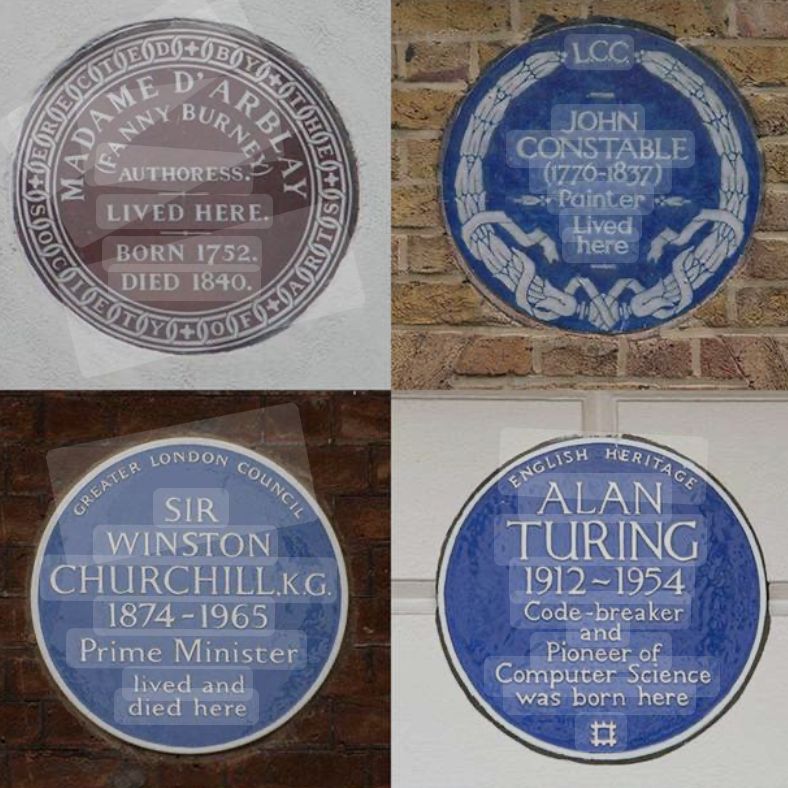 ERECTED BY THE SOCIETY OF ARTS
MADAME D'ARBLAY
(FANNY BURNEY)
AUTHORESS.
LIVED HERE.
BORN 1752.
DIED 1840.
L.C.C.
JOHN
CONSTABLE
(1776-1837)
Painter
Lived
here
GREATER LONDON COUNCIL
SIR
WINSTON
CHURCHILL, K.G.
1874-1965
Prime Minister
lived and
died here
ENGLISH HERITAGE
ALAN
TURING
1912~1954
Code-breaker
and
Pioneer of
Computer Science
was born here